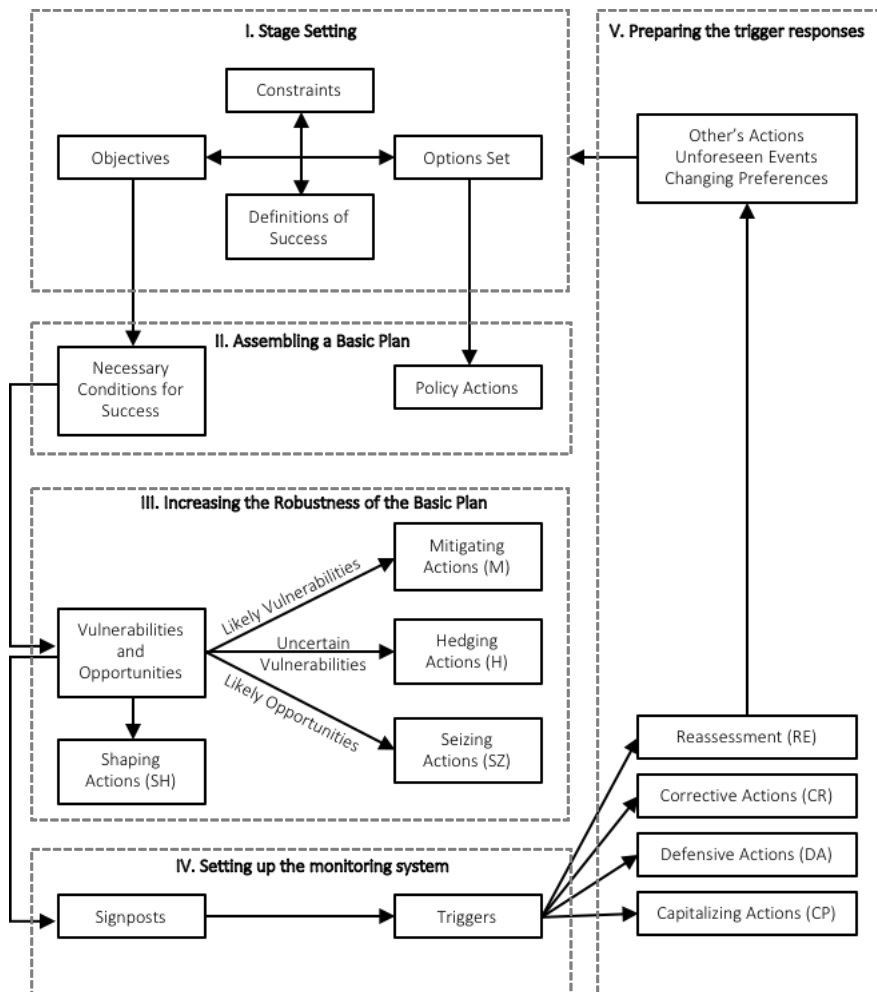 I. Stage Setting
Constraints
Objectives
Options Set
Definitions of
Success
II. Assembling a Basic Plan
Necessary
Conditions for
Success
Policy Actions
III. Increasing the Robustness of the Basic Plan
Mitigating
Actions (M)
Likely Vulnerabilities
Vulnerabilities
and
Opportunities
Uncertain
Vulnerabilities
Hedging
Actions (H)
Likely Opportunities
Shaping
Actions (SH)
Seizing
Actions (SZ)
IV. Setting up the monitoring system
Signposts
Triggers
V. Preparing the trigger responses
Other's Actions
Unforeseen Events
Changing Preferences
Reassessment (RE)
Corrective Actions (CR)
Defensive Actions (DA)
Capitalizing Actions (CP)